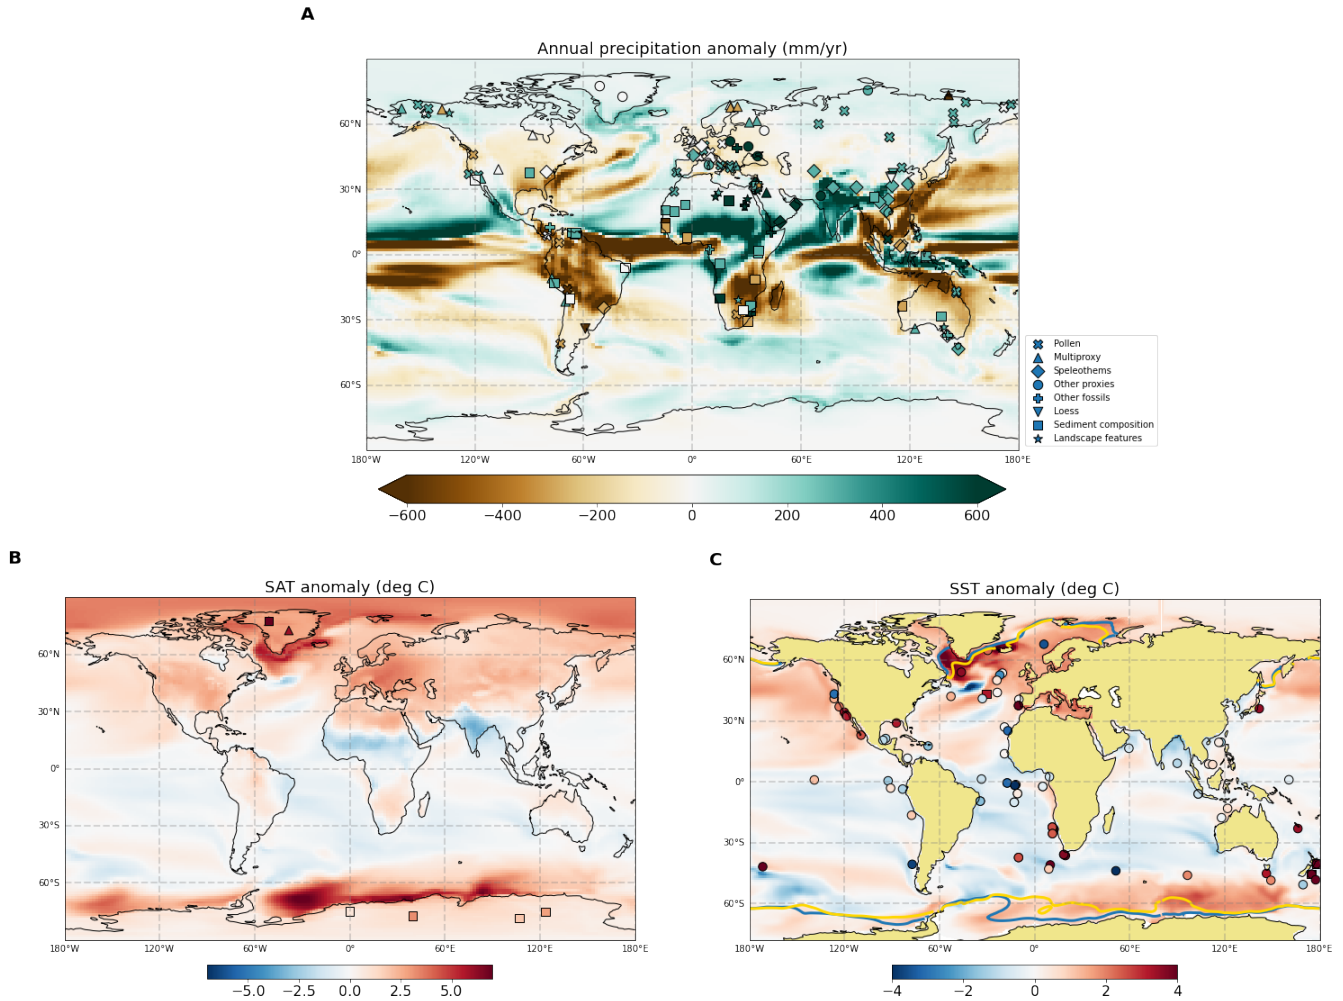 A
Annual precipitation anomaly (mm/yr)
60°N
30°N
0°
30°S
60°S
180°W 120°W 60°W 0° 60°E 120°E 180°E
Pollen
Multiproxy
Speleothems
Other proxies
Other fossils
Loess
Sediment composition
Landscape features
−600 −400 −200 0 200 400 600
B
SAT anomaly (deg C)
60°N
30°N
0°
30°S
60°S
180°W 120°W 60°W 0° 60°E 120°E 180°E
−5.0 −2.5 0.0 2.5 5.0
C
SST anomaly (deg C)
60°N
30°N
0°
30°S
60°S
180°W 120°W 60°W 0° 60°E 120°E 180°E
−4 −2 0 2 4